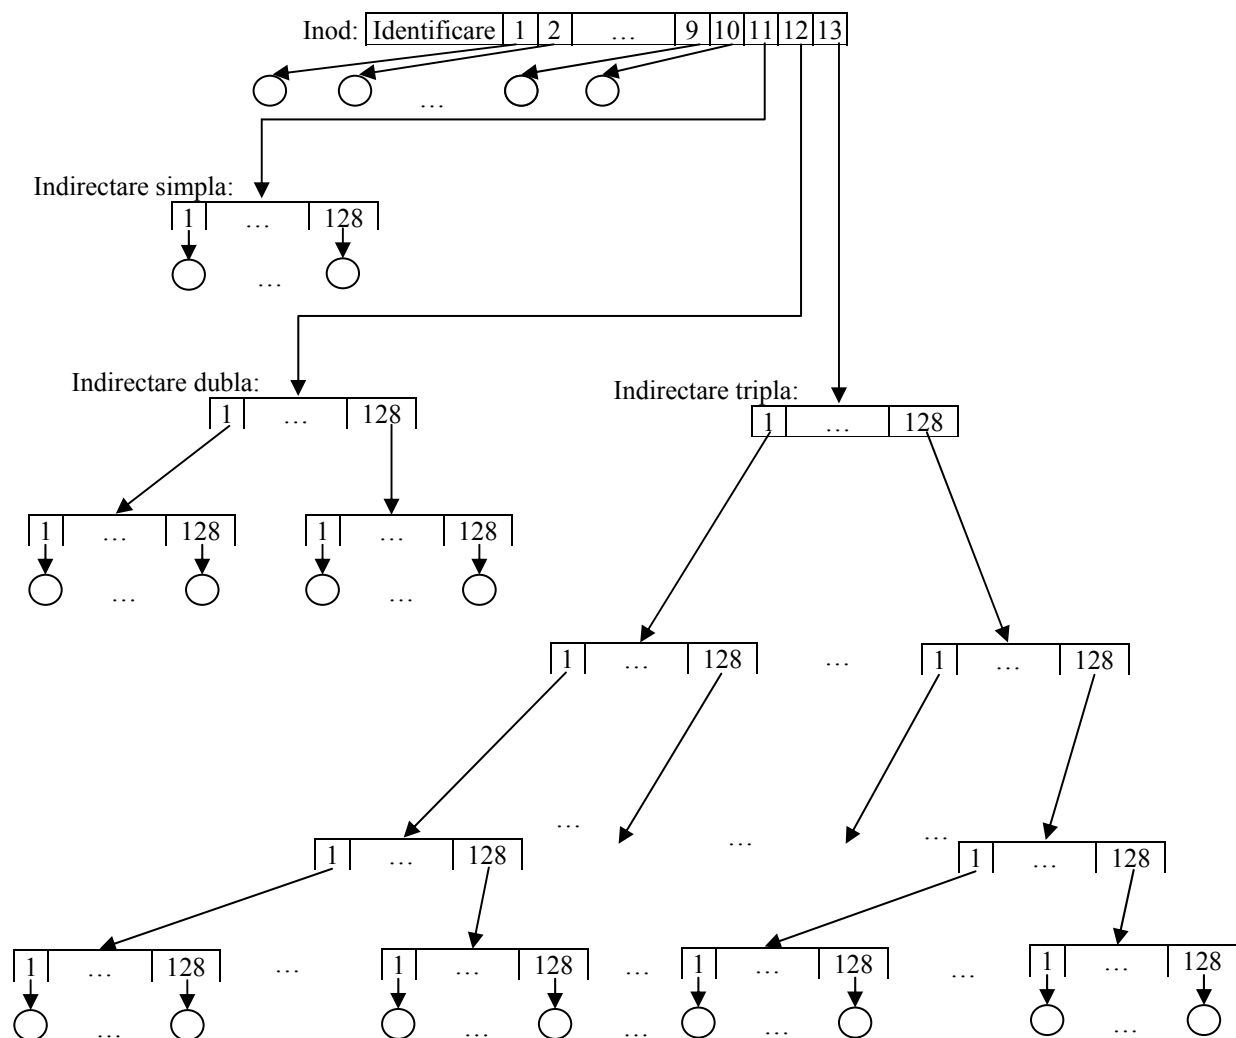 Inod: Identificare 1 2 … 9 10 11 12 13
…
Indirectare simpla:
1 … 128
…
Indirectare dubla:
Indirectare tripla:
1 … 128
1 … 128
1 … 128 1 … 128
… …
1 … 128 … 1 … 128
… … …
1 … 128 1 … 128
1 … 128 … 1 … 128 … 1 … 128 … 1 … 128
… … … … …